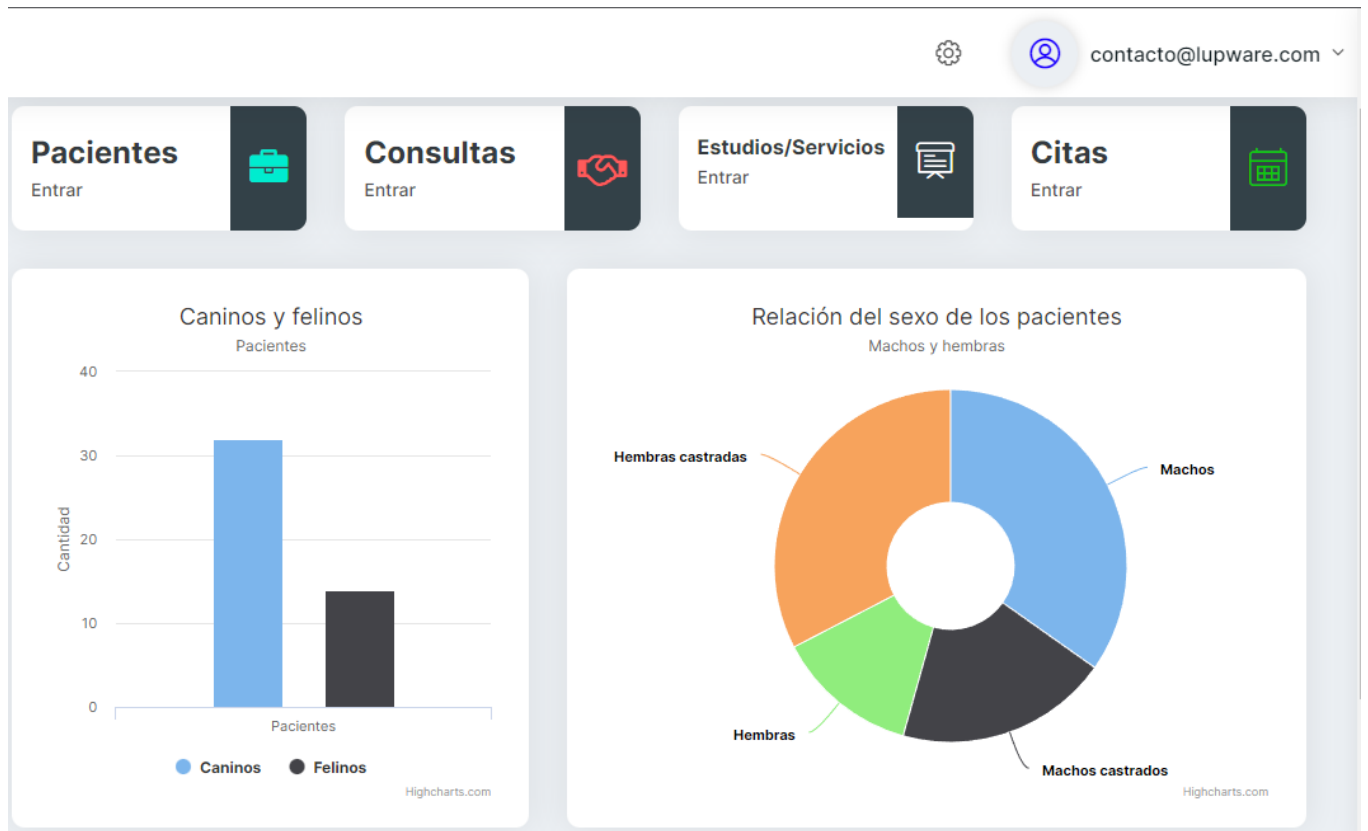 contacto@lupware.com
Pacientes
Entrar
Consultas
Entrar
Estudios/Servicios
Entrar
Citas
Entrar
Caninos y felinos
Pacientes
40
30
20
10
0
Cantidad
Pacientes
Caninos
Felinos
Highcharts.com
Relación del sexo de los pacientes
Machos y hembras
Hembras castradas
Machos
Hembras
Machos castrados
Highcharts.com